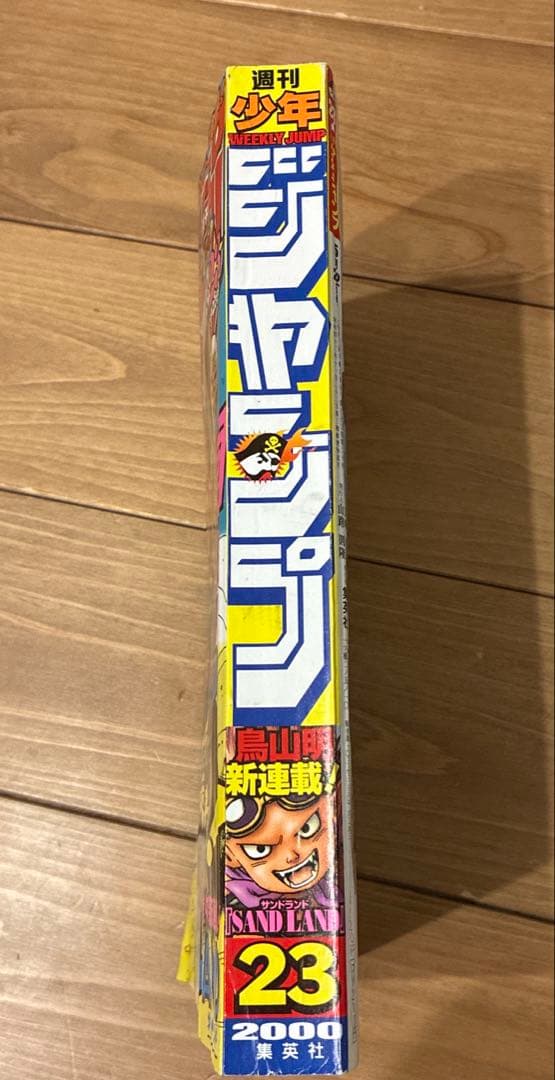 週刊
少年
WEEKLY JUMP
ジャンプ
鳥山明
新連載!
サンドランド
『SAND LAND』
23
2000
集英社